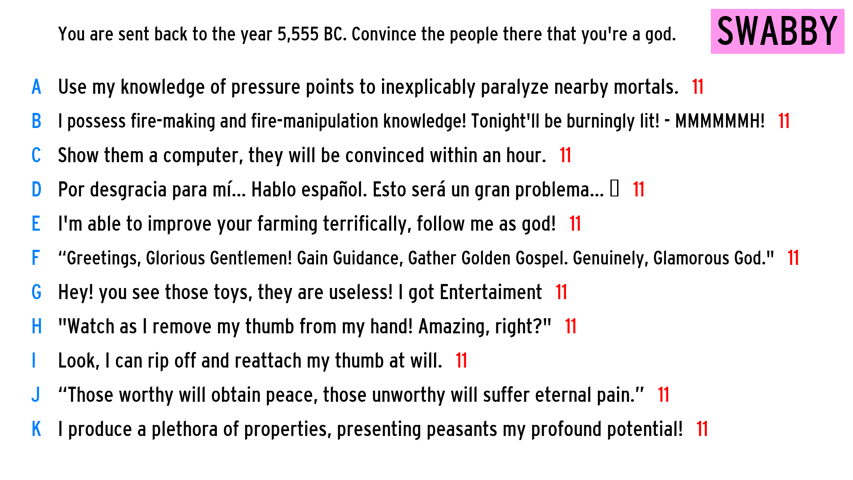 You are sent back to the year 5,555 BC. Convince the people there that you're a god.
SWABBY
A Use my knowledge of pressure points to inexplicably paralyze nearby mortals. 11
B I possess fire-making and fire-manipulation knowledge! Tonight'll be burningly lit! - MMMMMMH! 11
C Show them a computer, they will be convinced within an hour. 11
D Por desgracia para mí... Hablo español. Esto será un gran problema... ▯ 11
E I'm able to improve your farming terrifically, follow me as god! 11
F “Greetings, Glorious Gentlemen! Gain Guidance, Gather Golden Gospel. Genuinely, Glamorous God." 11
G Hey! you see those toys, they are useless! I got Entertaiment 11
H "Watch as I remove my thumb from my hand! Amazing, right?" 11
I Look, I can rip off and reattach my thumb at will. 11
J “Those worthy will obtain peace, those unworthy will suffer eternal pain.” 11
K I produce a plethora of properties, presenting peasants my profound potential! 11